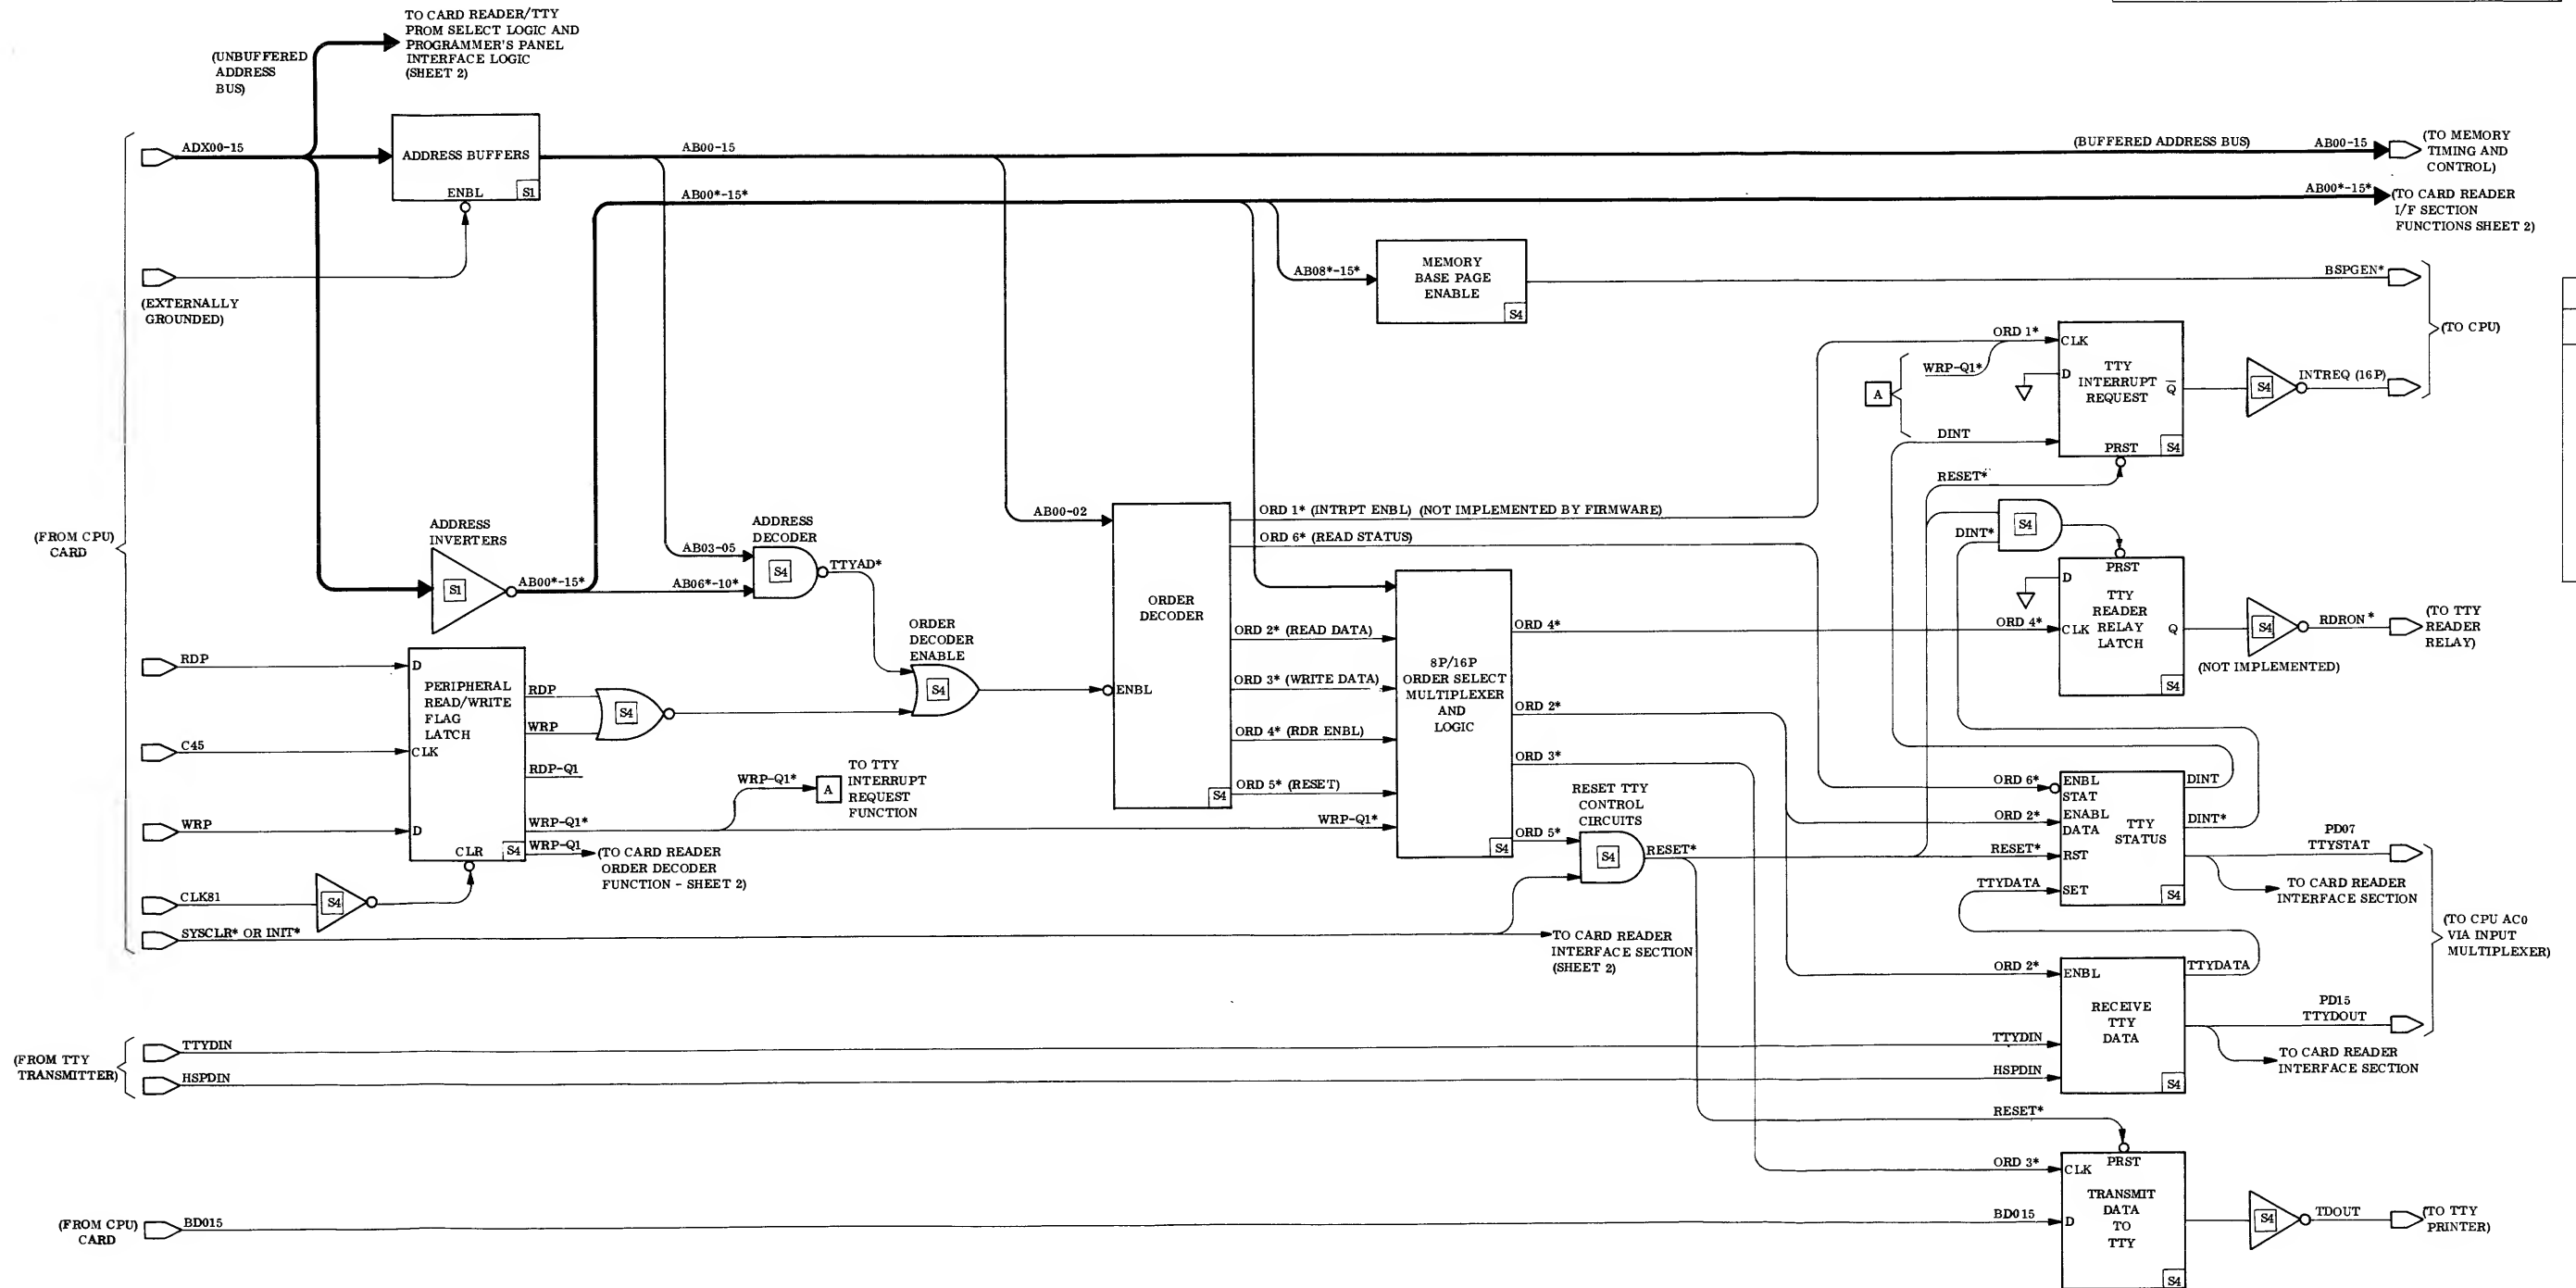 TO CARD READER/TTY
PROM SELECT LOGIC AND
PROGRAMMER'S PANEL
INTERFACE LOGIC
(SHEET 2)
(UNBUFFERED
ADDRESS
BUS)
ADX00-15
ADDRESS BUFFERS
ENBL
S1
AB00-15
(BUFFERED ADDRESS BUS)
AB00-15
(TO MEMORY
TIMING AND
CONTROL)
AB00*-15*
AB00*-15*
(TO CARD READER
I/F SECTION
FUNCTIONS SHEET 2)
(EXTERNALLY
GROUNDED)
AB08*-15*
MEMORY
BASE PAGE
ENABLE
S4
BSPGEN*
(TO CPU)
ORD 1*
WRP-Q1*
A
DINT
CLK
D
TTY
INTERRUPT
REQUEST
Q
PRST
S4
S4
INTREQ (16P)
RESET*
(FROM CPU)
CARD
ADDRESS
INVERTERS
S1
AB00*-15*
ADDRESS
DECODER
AB03-05
AB06*-10*
S4
TTYAD*
AB00-02
ORDER
DECODER
ENBL
S4
ORD 1* (INTRPT ENBL) (NOT IMPLEMENTED BY FIRMWARE)
ORD 6* (READ STATUS)
ORD 2* (READ DATA)
ORD 3* (WRITE DATA)
ORD 4* (RDR ENBL)
ORD 5* (RESET)
WRP-Q1*
8P/16P
ORDER SELECT
MULTIPLEXER
AND
LOGIC
S4
ORD 4*
ORD 2*
ORD 3*
ORD 5*
DINT*
S4
PRST
D
TTY
READER
RELAY
LATCH
CLK
Q
S4
ORD 4*
S4
RDRON*
(NOT IMPLEMENTED)
(TO TTY
READER
RELAY)
ORDER
DECODER
ENABLE
S4
RDP
C45
WRP
CLK81
SYSCLR* OR INIT*
D
PERIPHERAL
READ/WRITE
FLAG
LATCH
CLK
D
CLR
S4
RDP
WRP
S4
RDP-Q1
WRP-Q1*
WRP-Q1
WRP-Q1*
A
TO TTY
INTERRUPT
REQUEST
FUNCTION
(TO CARD READER
ORDER DECODER
FUNCTION - SHEET 2)
S4
RESET TTY
CONTROL
CIRCUITS
S4
RESET*
TO CARD READER
INTERFACE SECTION
(SHEET 2)
ORD 6*
ORD 2*
RESET*
TTYDATA
ENBL
STAT
ENABL
DATA
RST
SET
TTY
STATUS
S4
DINT
DINT*
PD07
TTYSTAT
TO CARD READER
INTERFACE SECTION
(TO CPU AC0
VIA INPUT
MULTIPLEXER)
ORD 2*
TTYDIN
HSPDIN
ENBL
RECEIVE
TTY
DATA
S4
TTYDATA
PD15
TTYDOUT
TO CARD READER
INTERFACE SECTION
(FROM TTY
TRANSMITTER)
TTYDIN
HSPDIN
RESET*
ORD 3*
BD015
PRST
CLK
D
TRANSMIT
DATA
TO
TTY
S4
S4
TDOUT
(TO TTY
PRINTER)
(FROM CPU)
CARD
BD015